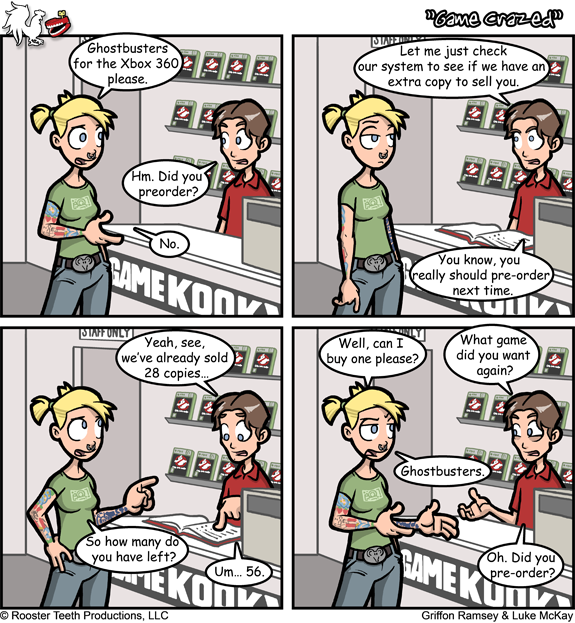 "Game Crazed"
Ghostbusters
for the Xbox 360
please.
Hm. Did you
preorder?
No.
GAMEKOOKY
STAFF ONLY
Let me just check
our system to see if we have an
extra copy to sell you.
You know, you
really should pre-order
next time.
GAMEKOOKY
STAFF ONLY
Yeah, see,
we've already sold
28 copies...
So how many do
you have left?
Um... 56.
GAMEKOOKY
STAFF ONLY
Well, can I
buy one please?
What game
did you want
again?
Ghostbusters.
Oh. Did you
pre-order?
GAMEKOOKY
© Rooster Teeth Productions, LLC
Griffon Ramsey & Luke McKay